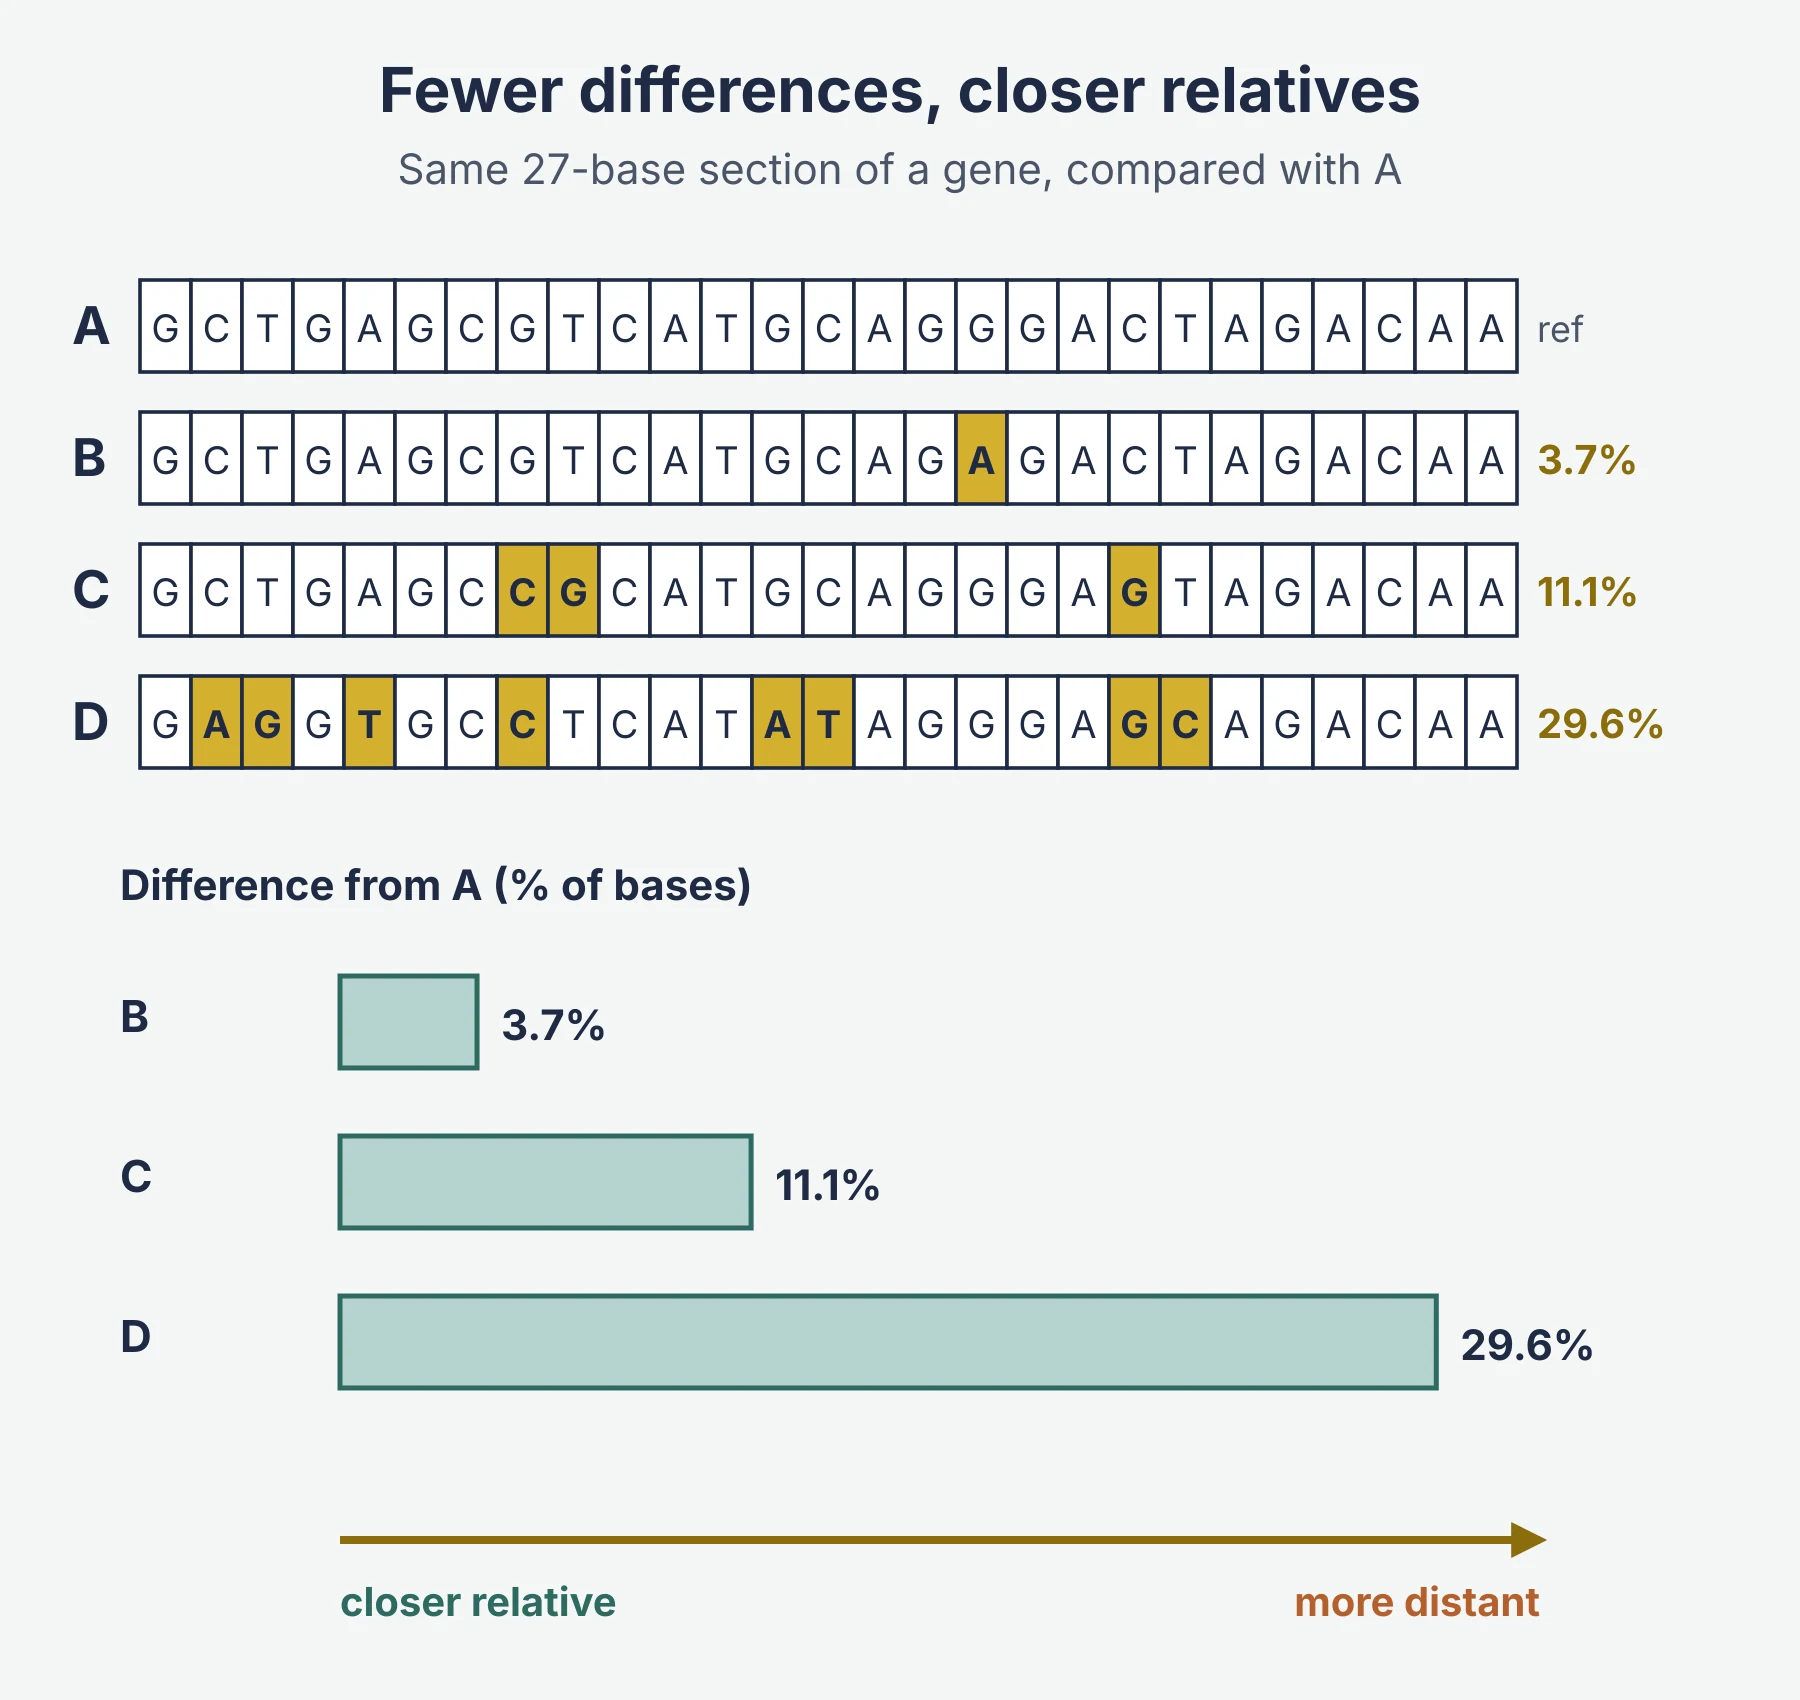 Fewer differences, closer relatives
Same 27-base section of a gene, compared with A
A G C T G A G C G T C A T G C A G G G A C T A G A C A A ref
B G C T G A G C G T C A T G C A G A G A C T A G A C A A 3.7%
C G C T G A G C C G C A T G C A G G G A G T A G A C A A 11.1%
D G A G G T G C C T C A T A T A G G G A G C A G A C A A 29.6%
Difference from A (% of bases)
B 3.7%
C 11.1%
D 29.6%
closer relative more distant